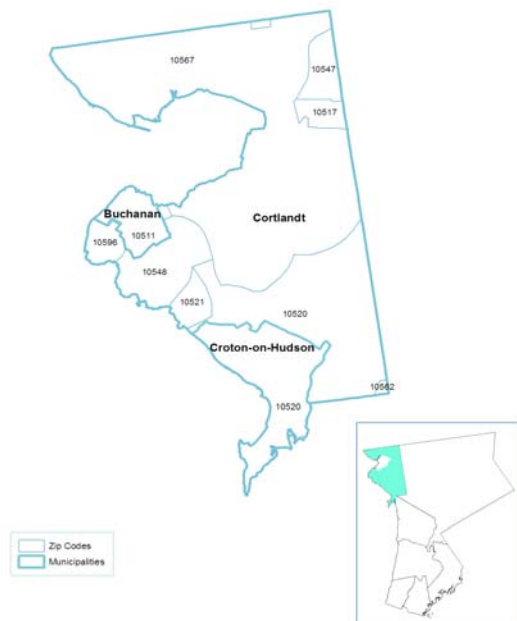 10567
10547
10517
Buchanan
Cortlandt
10511
10596
10548
10521
10520
Croton-on-Hudson
10562
10520
Zip Codes
Municipalities